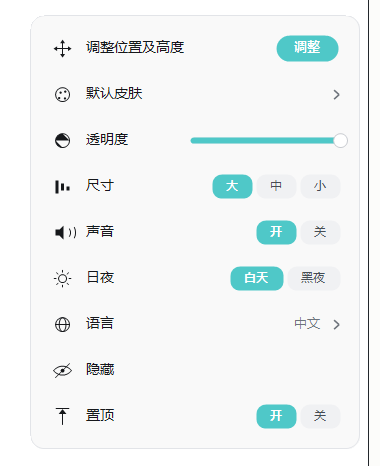 调整位置及高度 调整
默认皮肤
透明度
尺寸 大 中 小
声音 开 关
日夜 白天 黑夜
语言 中文
隐藏
置顶 开 关